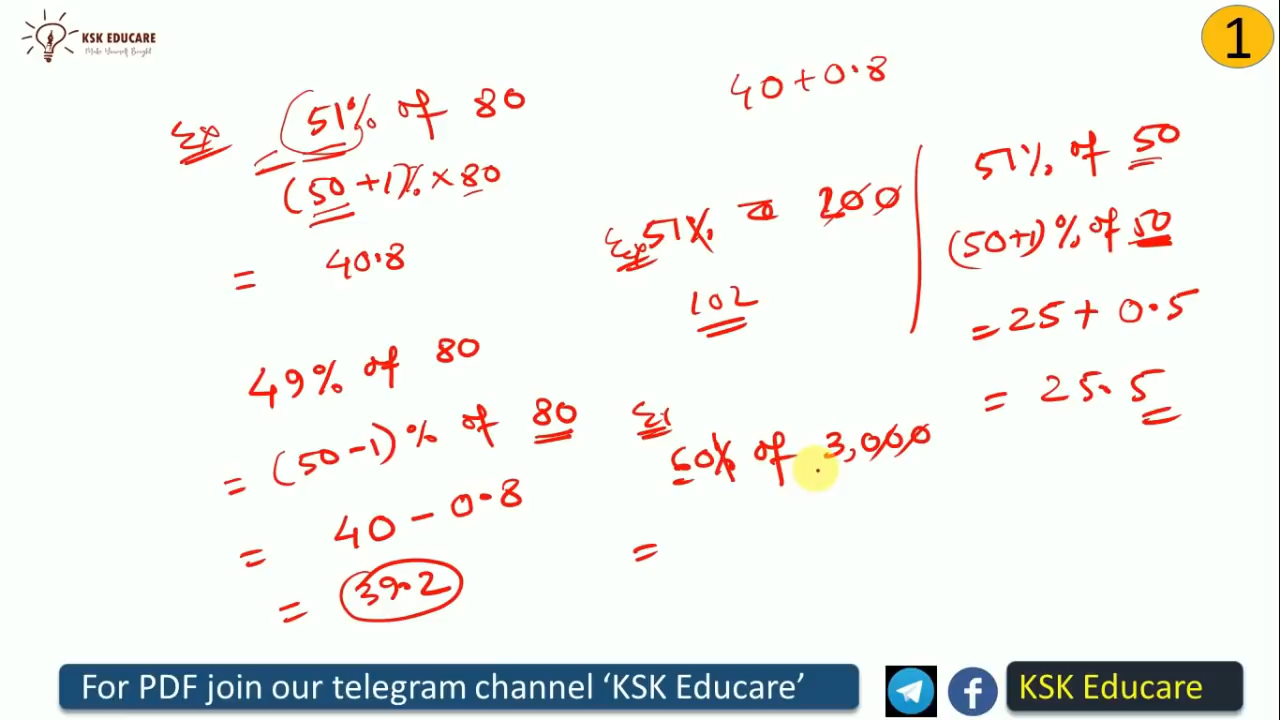 KSK EDUCARE
Make Yourself Bright
1
Ex 51% of 80
(50+1)% × 80
= 40.8
40+0.8
Ex 51% 200
102
51% of 50
(50+1)% of 50
= 25 + 0.5
= 25.5
49% of 80
= (50-1)% of 80
= 40 - 0.8
= 39.2
Ex
60% of 3,000
=
For PDF join our telegram channel ‘KSK Educare’
KSK Educare